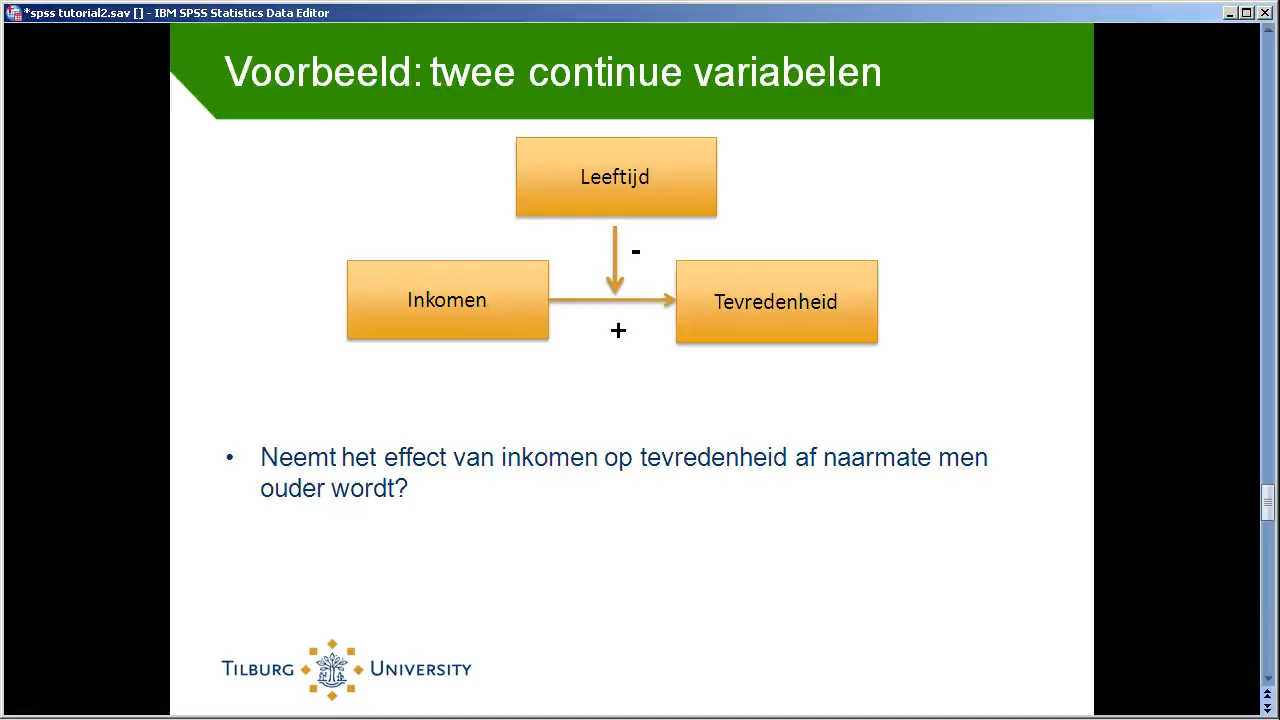 *spss tutorial2.sav [] - IBM SPSS Statistics Data Editor
Voorbeeld: twee continue variabelen
Leeftijd
-
Inkomen
Tevredenheid
+
• Neemt het effect van inkomen op tevredenheid af naarmate men
ouder wordt?
TILBURG UNIVERSITY